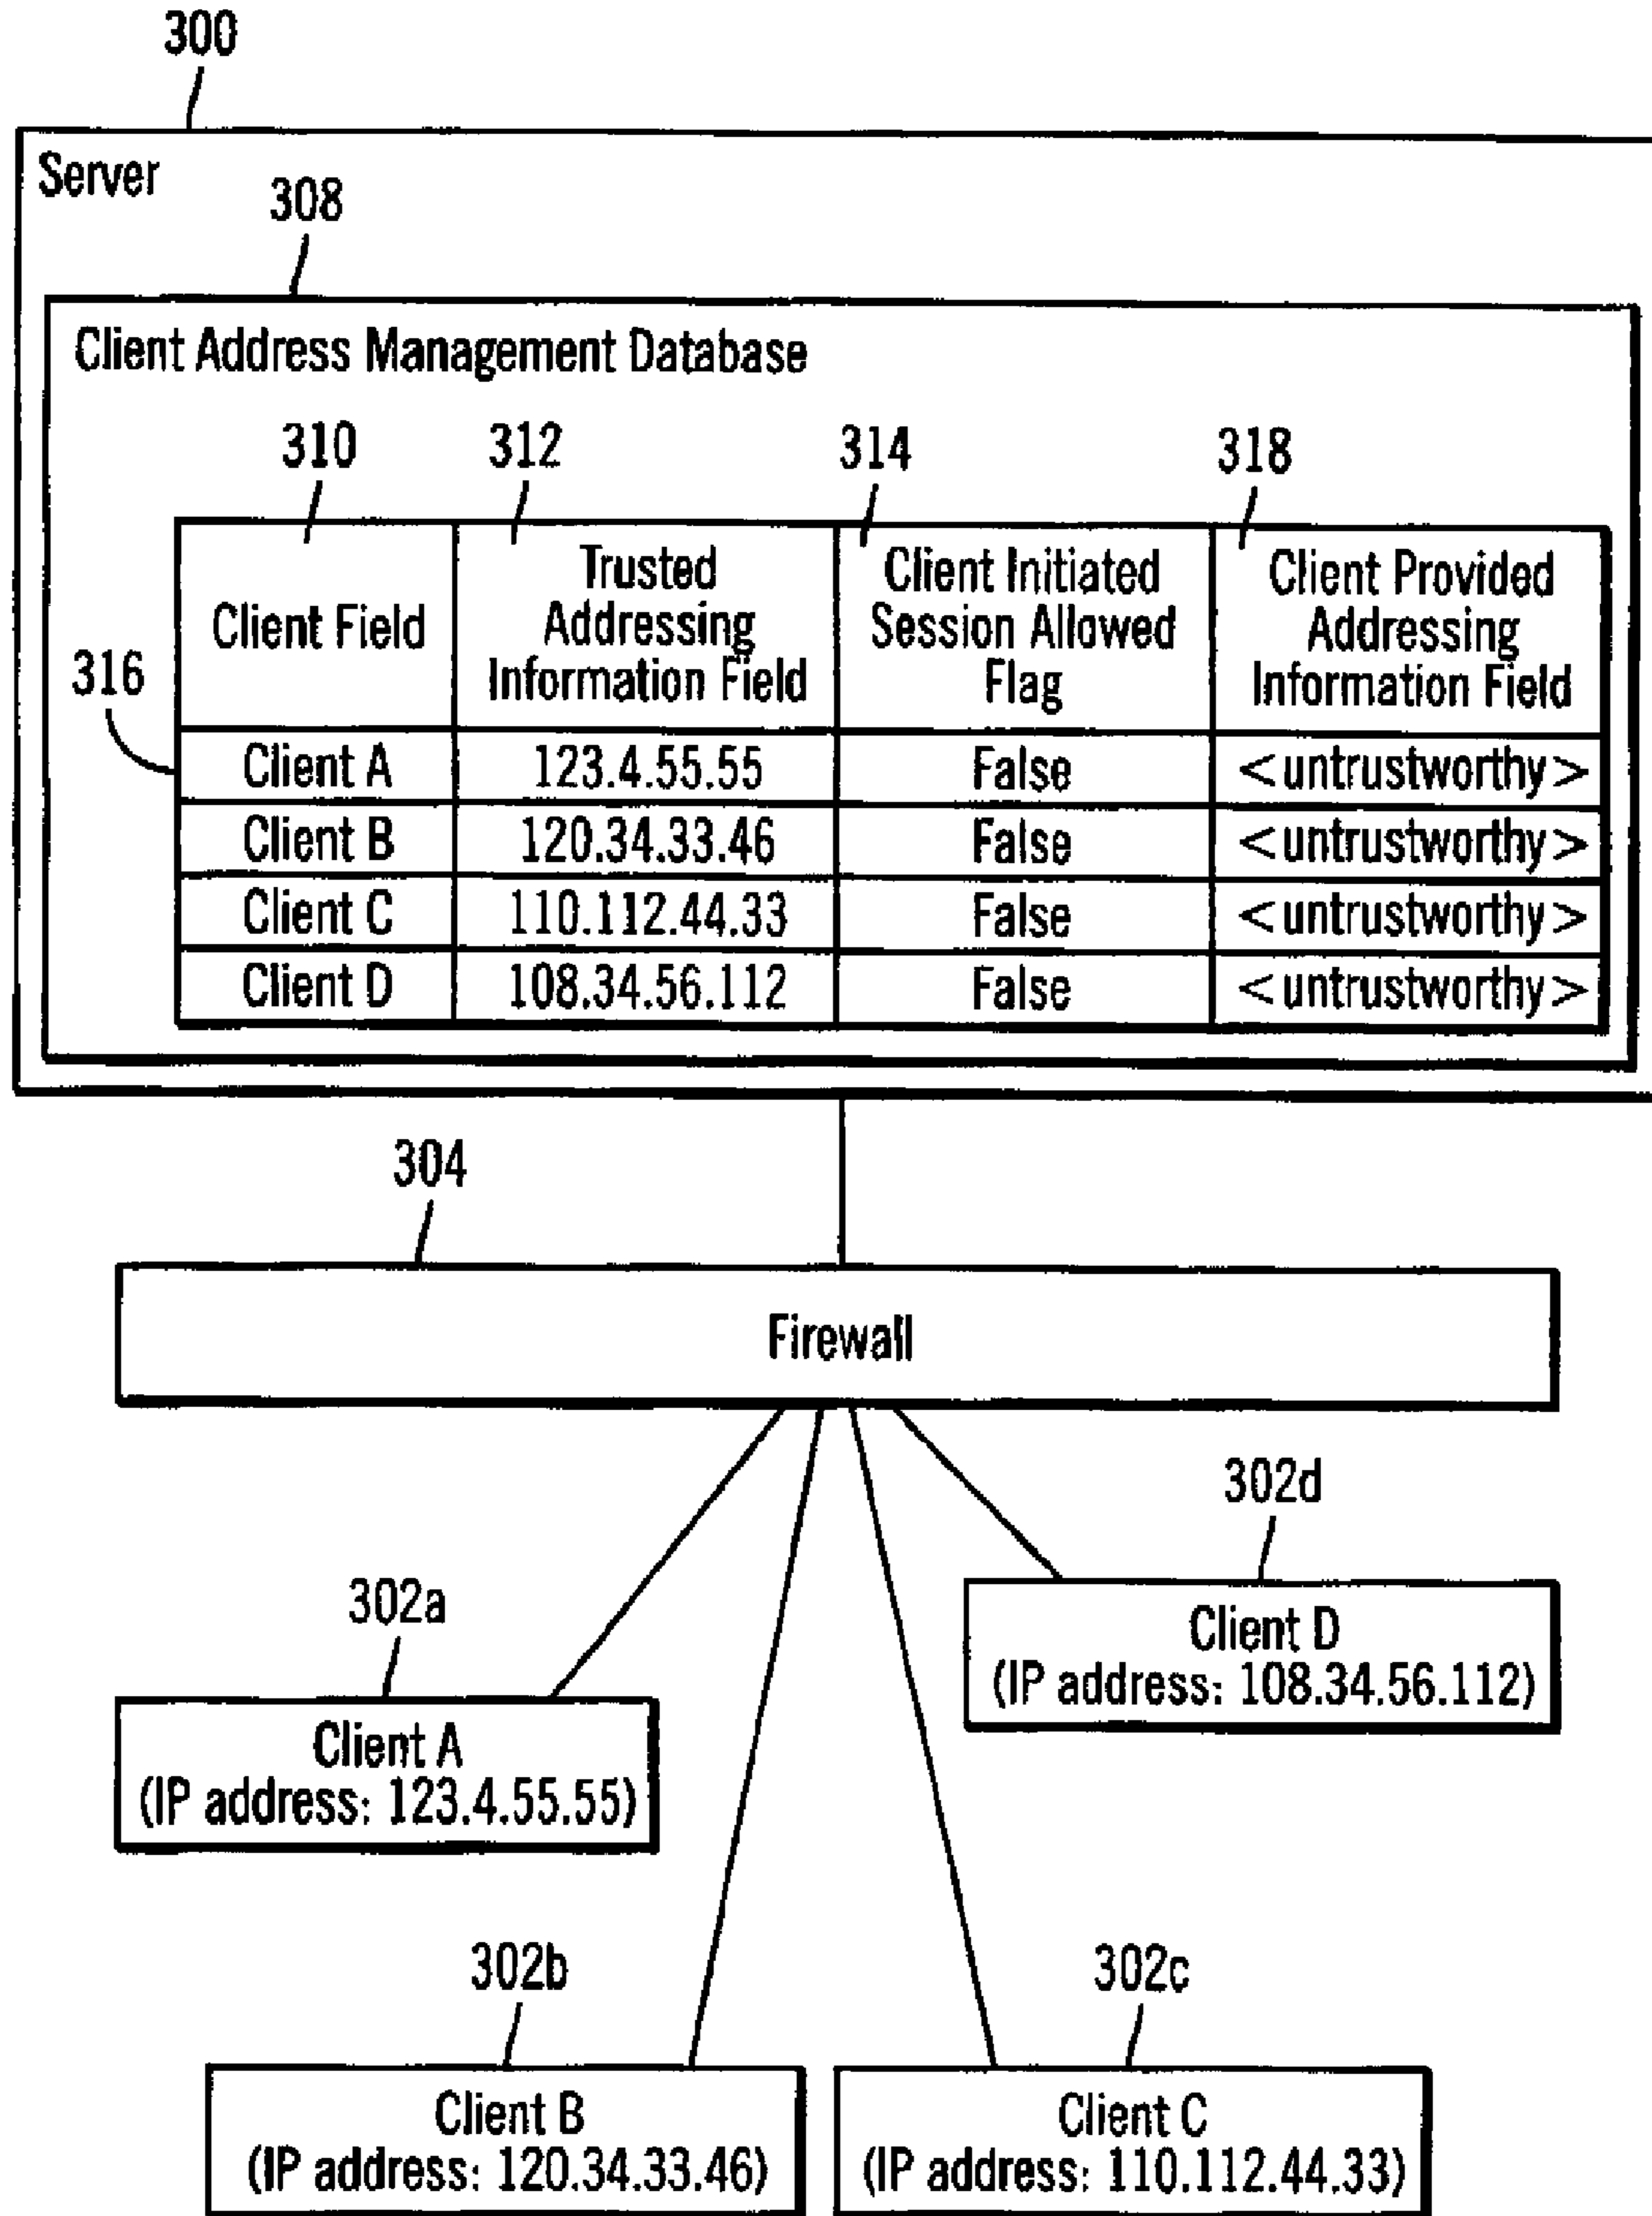 300
Server
308
Client Address Management Database
310 312 314 318
Client Field
Trusted
Addressing
Information Field
Client Initiated
Session Allowed
Flag
Client Provided
Addressing
Information Field
316
Client A 123.4.55.55 False <untrustworthy>
Client B 120.34.33.46 False <untrustworthy>
Client C 110.112.44.33 False <untrustworthy>
Client D 108.34.56.112 False <untrustworthy>
304
Firewall
302d
Client D
(IP address: 108.34.56.112)
302a
Client A
(IP address: 123.4.55.55)
302b
Client B
(IP address: 120.34.33.46)
302c
Client C
(IP address: 110.112.44.33)